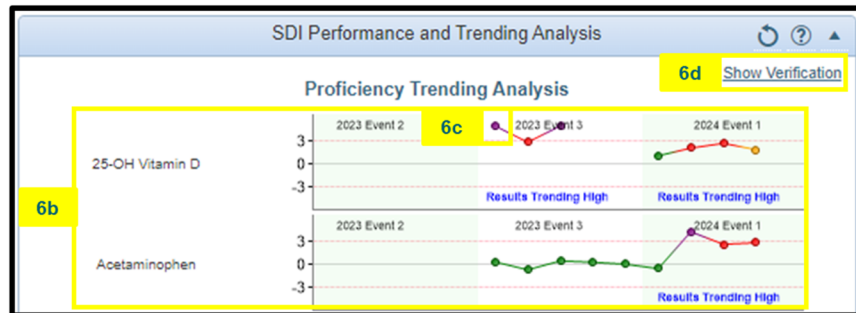 SDI Performance and Trending Analysis
6d Show Verification
Proficiency Trending Analysis
2023 Event 2 6c 2023 Event 3 2024 Event 1
3
25-OH Vitamin D 0
-3
6b
Results Trending High Results Trending High
2023 Event 2 2023 Event 3 2024 Event 1
3
Acetaminophen 0
-3
Results Trending High